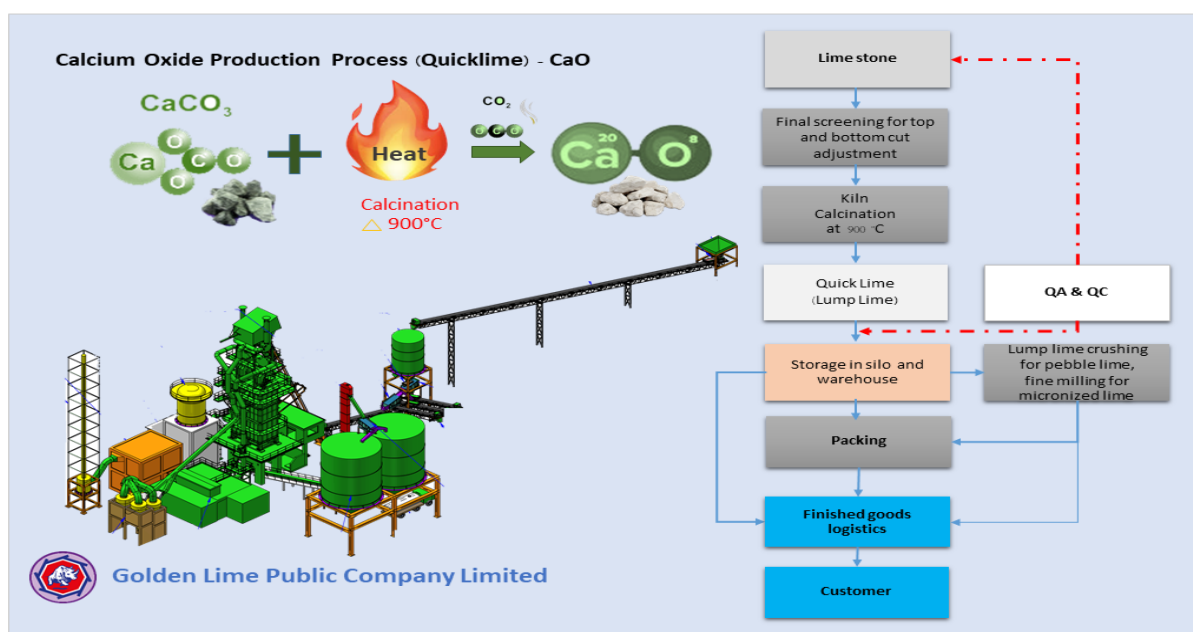 Calcium Oxide Production Process (Quicklime) - CaO
CaCO₃
Ca
O
O
C
O
Heat
Calcination
△ 900°C
CO₂
O
C
O
20
Ca
8
O
Golden Lime Public Company Limited
Lime stone
Final screening for top
and bottom cut
adjustment
Kiln
Calcination
at 900 °C
Quick Lime
(Lump Lime)
QA & QC
Storage in silo and
warehouse
Lump lime crushing
for pebble lime,
fine milling for
micronized lime
Packing
Finished goods
logistics
Customer